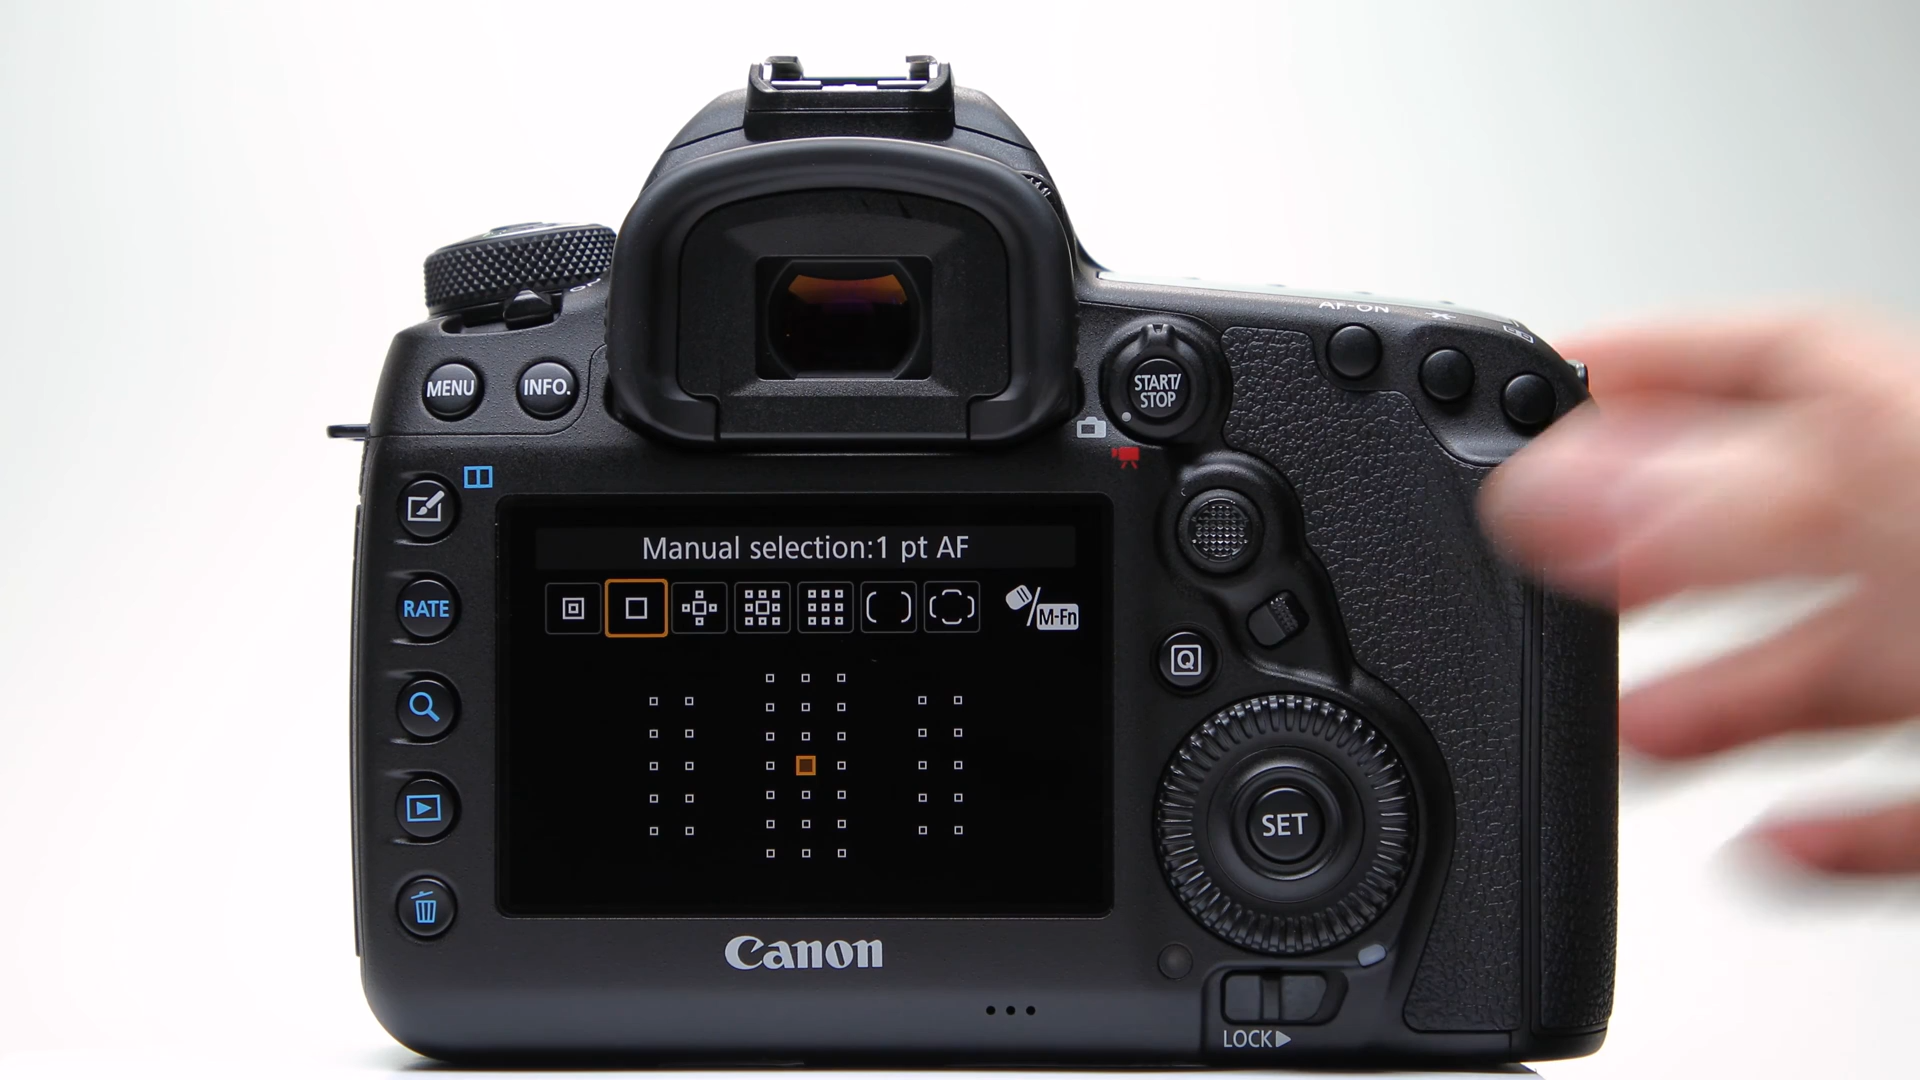 AF-ON
MENU
INFO.
START/
STOP
Manual selection:1 pt AF
M-Fn
RATE
Q
SET
Canon
LOCK